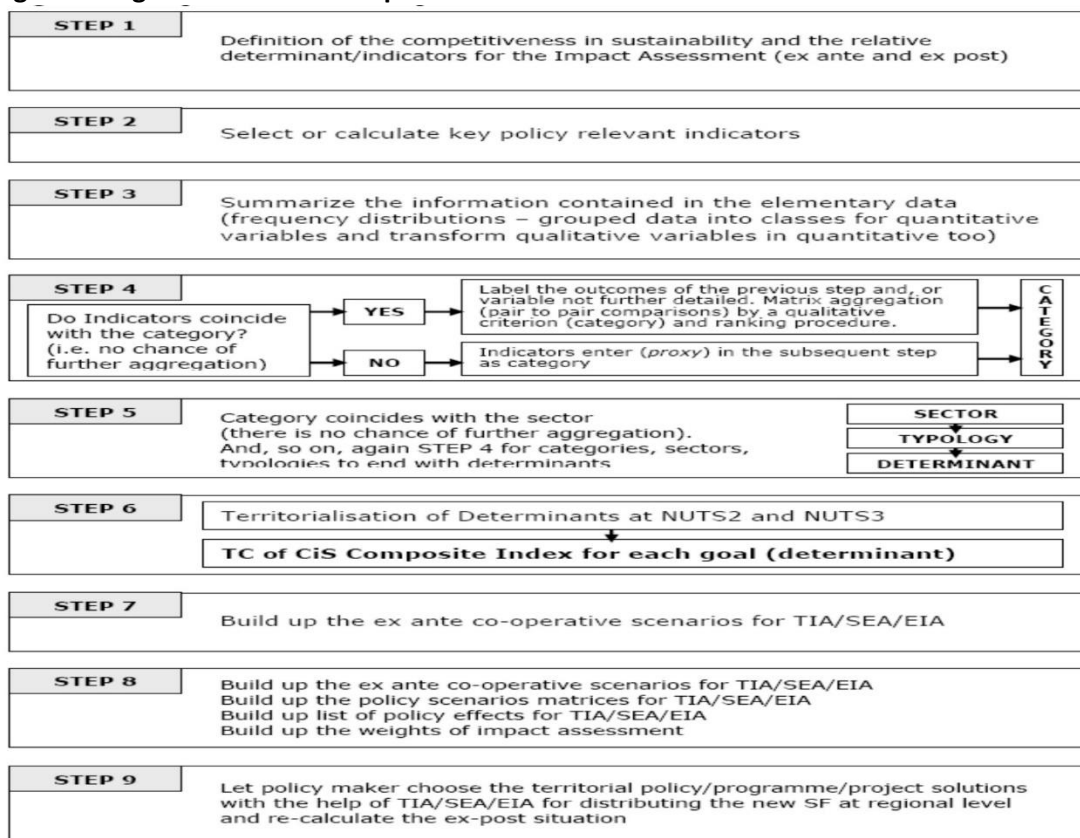 STEP 1
Definition of the competitiveness in sustainability and the relative
determinant/indicators for the Impact Assessment (ex ante and ex post)
STEP 2
Select or calculate key policy relevant indicators
STEP 3
Summarize the information contained in the elementary data
(frequency distributions – grouped data into classes for quantitative
variables and transform qualitative variables in quantitative too)
STEP 4
Do Indicators coincide
with the category?
(i.e. no chance of
further aggregation)
YES
Label the outcomes of the previous step and, or
variable not further detailed. Matrix aggregation
(pair to pair comparisons) by a qualitative
criterion (category) and ranking procedure.
NO
Indicators enter (proxy) in the subsequent step
as category
CATEGORY
STEP 5
Category coincides with the sector
(there is no chance of further aggregation).
And, so on, again STEP 4 for categories, sectors,
typologies to end with determinants
SECTOR
TYPOLOGY
DETERMINANT
STEP 6
Territorialisation of Determinants at NUTS2 and NUTS3
TC of CiS Composite Index for each goal (determinant)
STEP 7
Build up the ex ante co-operative scenarios for TIA/SEA/EIA
STEP 8
Build up the ex ante co-operative scenarios for TIA/SEA/EIA
Build up the policy scenarios matrices for TIA/SEA/EIA
Build up list of policy effects for TIA/SEA/EIA
Build up the weights of impact assessment
STEP 9
Let policy maker choose the territorial policy/programme/project solutions
with the help of TIA/SEA/EIA for distributing the new SF at regional level
and re-calculate the ex-post situation